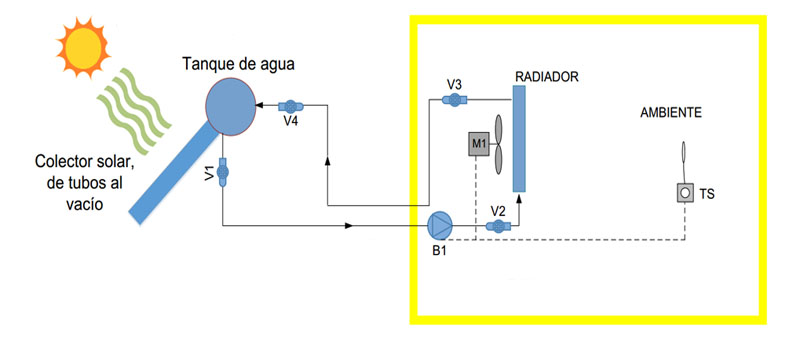 Tanque de agua
V4
Colector solar,
de tubos al
vacío
V1
V3
RADIADOR
M1
V2
B1
AMBIENTE
TS